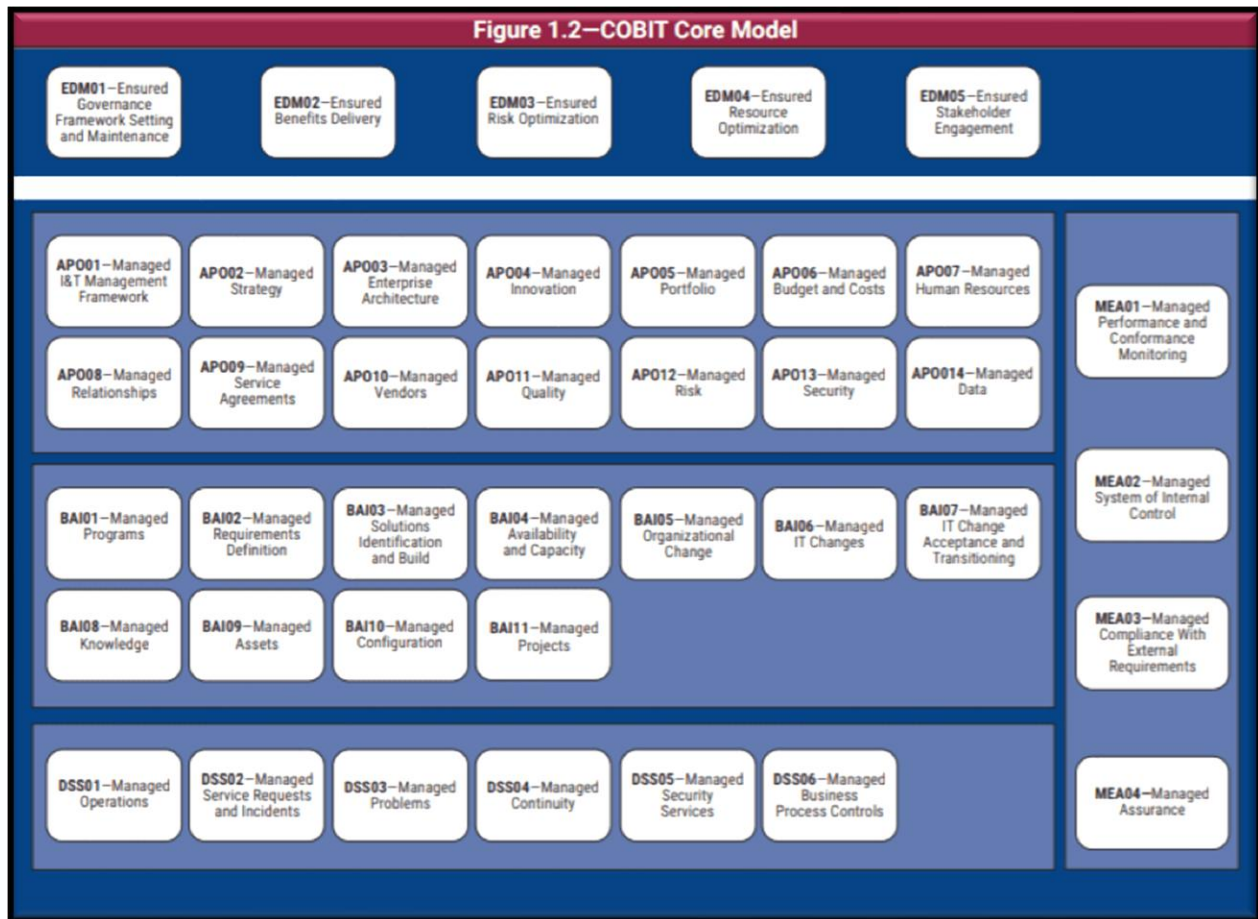 Figure 1.2—COBIT Core Model
EDM01—Ensured
Governance
Framework Setting
and Maintenance
EDM02—Ensured
Benefits Delivery
EDM03—Ensured
Risk Optimization
EDM04—Ensured
Resource
Optimization
EDM05—Ensured
Stakeholder
Engagement
APO01—Managed
I&T Management
Framework
APO02—Managed
Strategy
APO03—Managed
Enterprise
Architecture
APO04—Managed
Innovation
APO05—Managed
Portfolio
APO06—Managed
Budget and Costs
APO07—Managed
Human Resources
APO08—Managed
Relationships
APO09—Managed
Service
Agreements
APO10—Managed
Vendors
APO11—Managed
Quality
APO12—Managed
Risk
APO13—Managed
Security
APO014—Managed
Data
BAI01—Managed
Programs
BAI02—Managed
Requirements
Definition
BAI03—Managed
Solutions
Identification
and Build
BAI04—Managed
Availability
and Capacity
BAI05—Managed
Organizational
Change
BAI06—Managed
IT Changes
BAI07—Managed
IT Change
Acceptance and
Transitioning
BAI08—Managed
Knowledge
BAI09—Managed
Assets
BAI10—Managed
Configuration
BAI11—Managed
Projects
DSS01—Managed
Operations
DSS02—Managed
Service Requests
and Incidents
DSS03—Managed
Problems
DSS04—Managed
Continuity
DSS05—Managed
Security
Services
DSS06—Managed
Business
Process Controls
MEA01—Managed
Performance and
Conformance
Monitoring
MEA02—Managed
System of Internal
Control
MEA03—Managed
Compliance With
External
Requirements
MEA04—Managed
Assurance